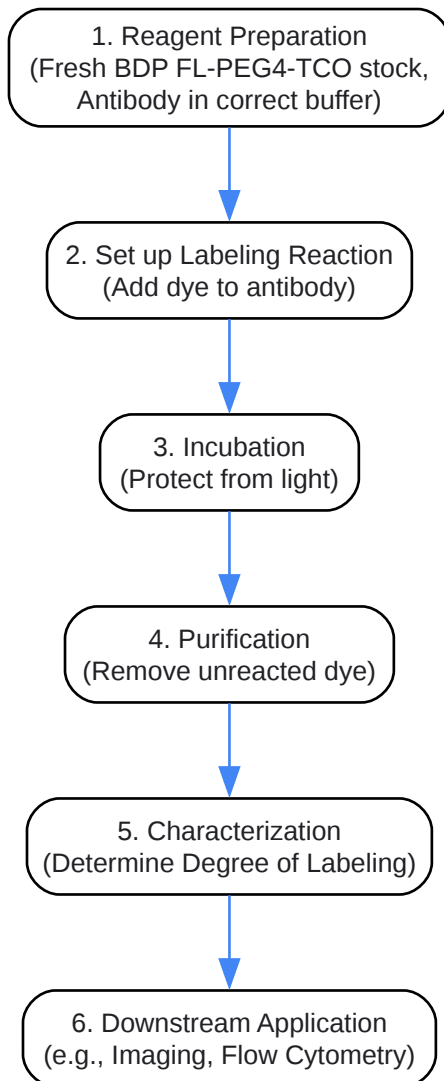 1. Reagent Preparation
(Fresh BDP FL-PEG4-TCO stock,
Antibody in correct buffer)
2. Set up Labeling Reaction
(Add dye to antibody)
3. Incubation
(Protect from light)
4. Purification
(Remove unreacted dye)
5. Characterization
(Determine Degree of Labeling)
6. Downstream Application
(e.g., Imaging, Flow Cytometry)